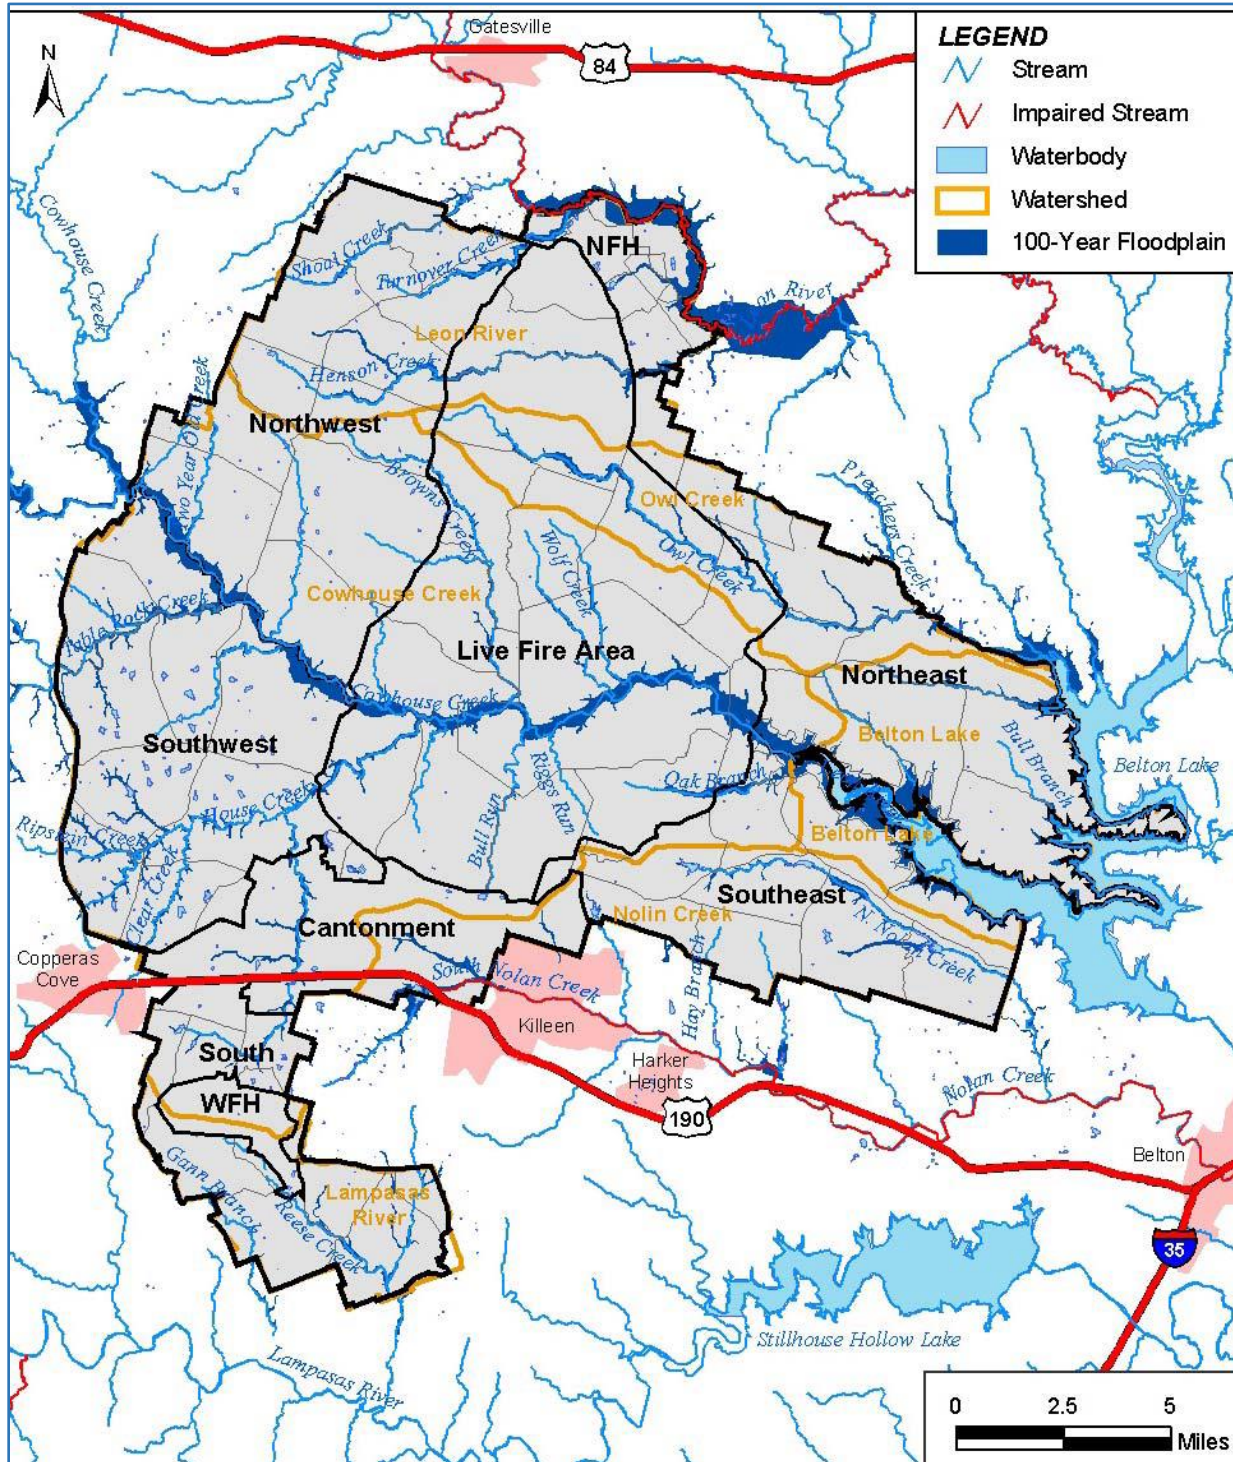 Gatesville
84
N
LEGEND
Stream
Impaired Stream
Waterbody
Watershed
100-Year Floodplain
Cowhouse Creek
Shoal Creek
Turnover Creek
NFH
on River
Leon River
Henson Creek
Northwest
Two Year Old Creek
Browns Creek
Preachers Creek
Owl Creek
Owl Creek
Wolf Creek
Cowhouse Creek
Table Rock Creek
Live Fire Area
Northeast
Cowhouse Creek
Southwest
Belton Lake
Bull Branch
Belton Lake
Riggs Run
Oak Branch
House Creek
Ripstein Creek
Bull Run
Belton Lake
Clear Creek
Southeast
Nolin Creek
N. Nolan Creek
Cantonment
Copperas
Cove
South Nolan Creek
Hay Branch
Killeen
Harker
Heights
South
WFH
190
Nolan Creek
Belton
Gann Branch
Reese Creek
Lampasas
River
35
Stillhouse Hollow Lake
Lampasas River
0 2.5 5
Miles